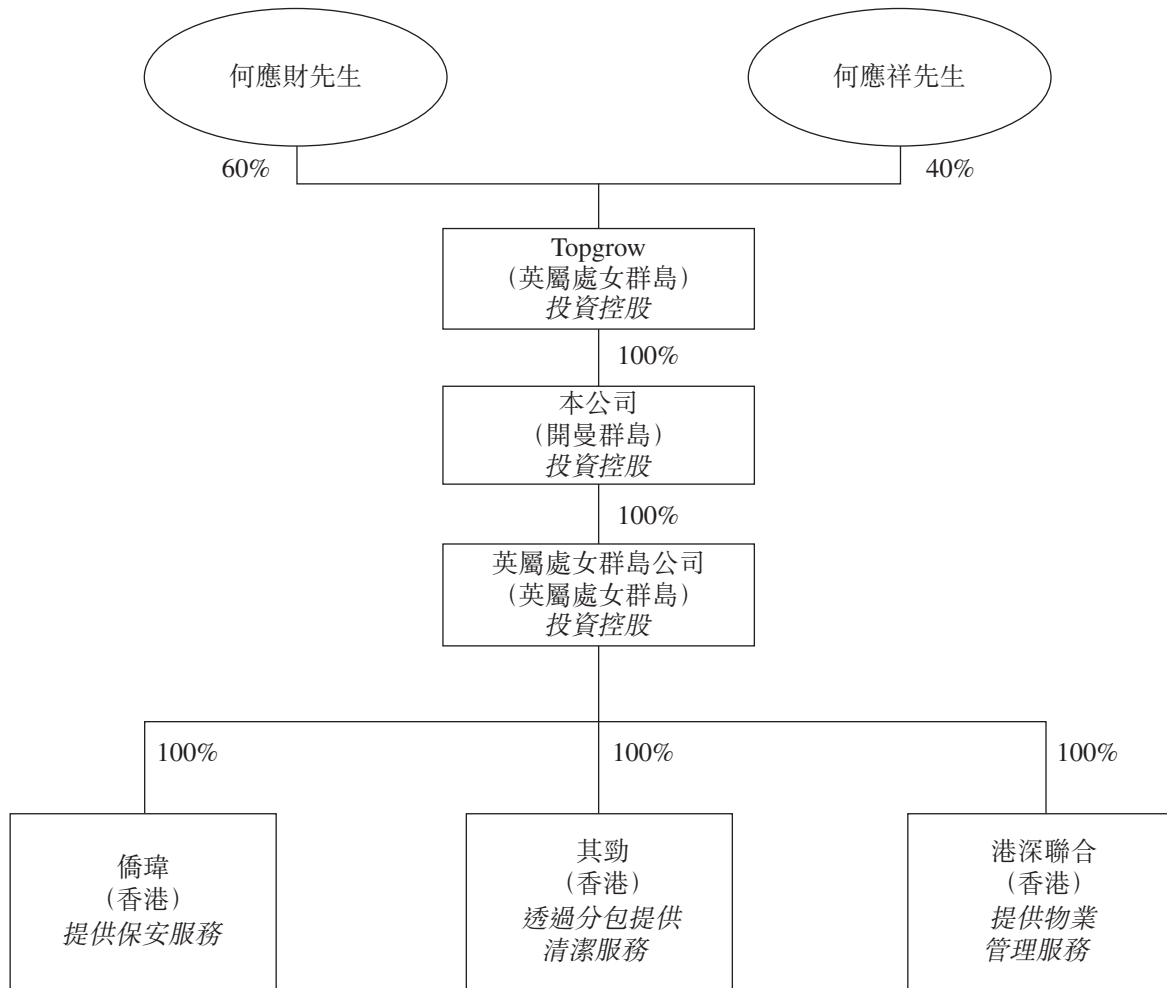 何應財先生
何應祥先生
60%
40%
Topgrow
（英屬處女群島）
投資控股
100%
本公司
（開曼群島）
投資控股
100%
英屬處女群島公司
（英屬處女群島）
投資控股
100%
100%
100%
僑瑋
（香港）
提供保安服務
其勁
（香港）
透過分包提供
清潔服務
港深聯合
（香港）
提供物業
管理服務